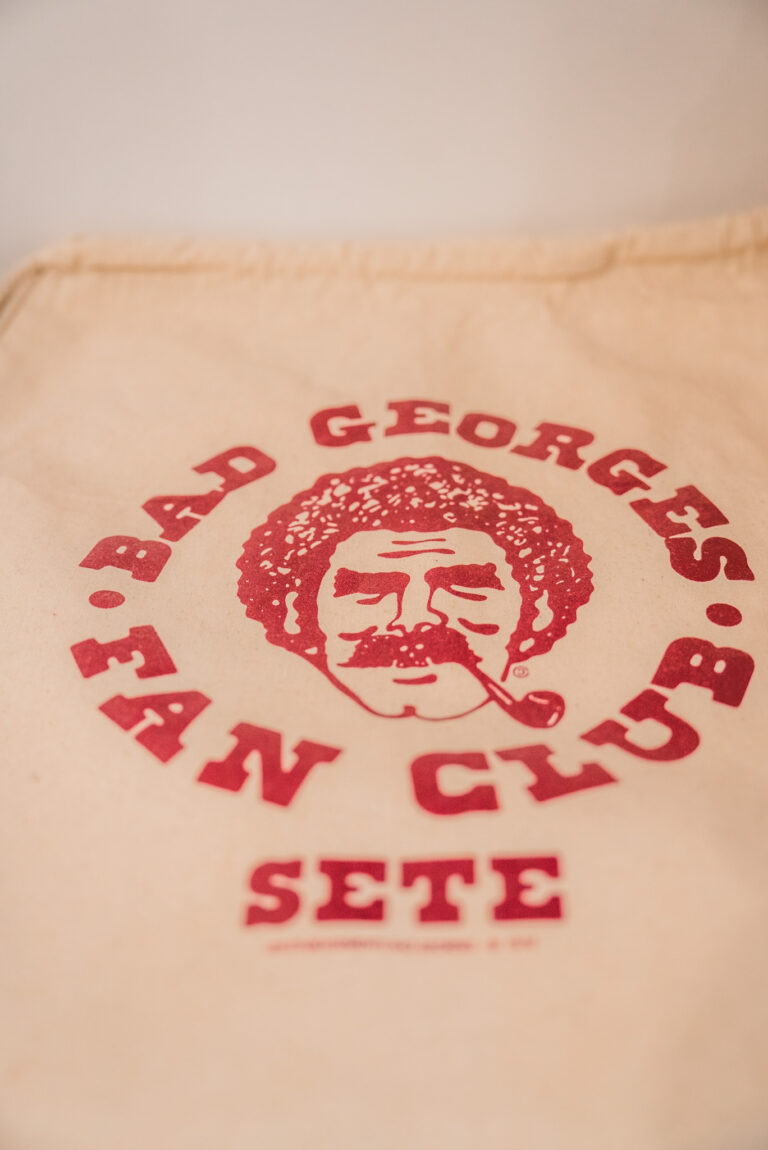 BAD GEORGES
FAN CLUB
©
SETE